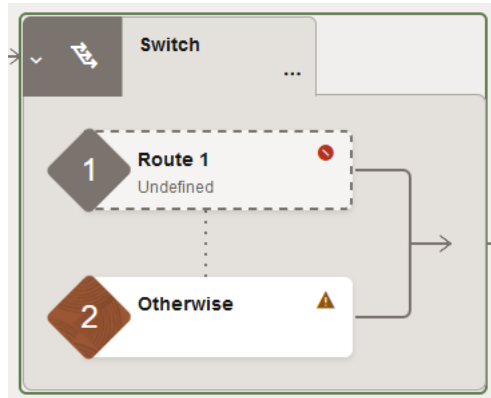 Switch
...
1
Route 1
Undefined
2
Otherwise